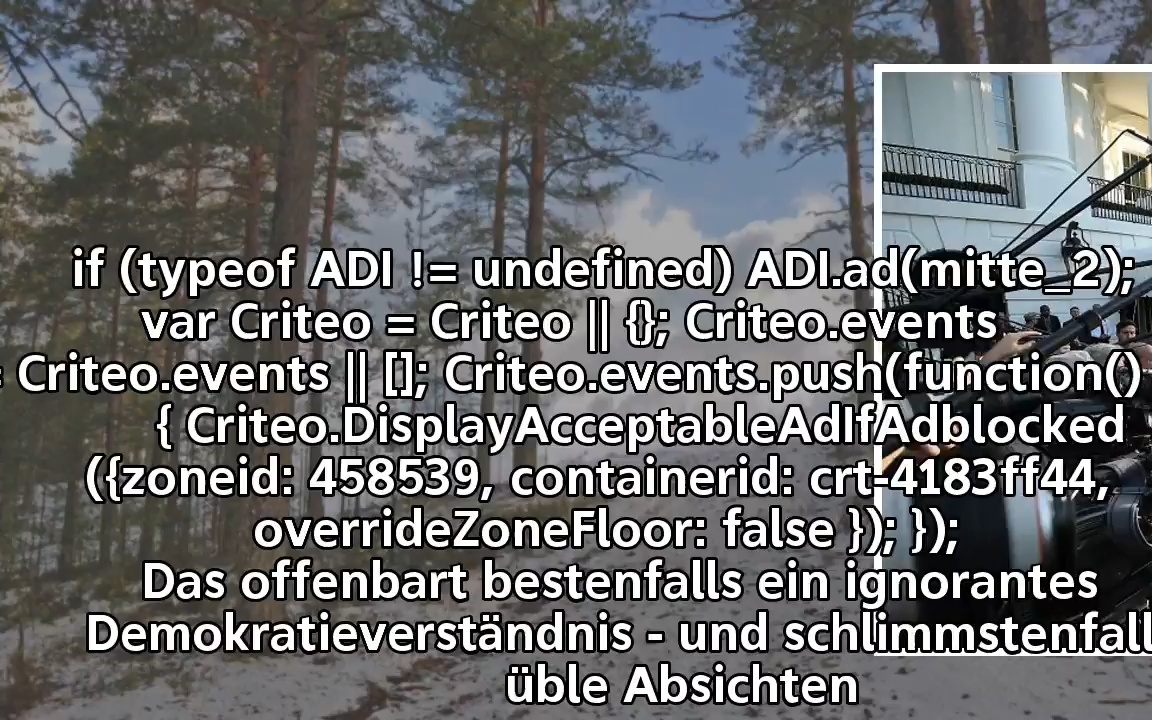 if (typeof ADI != undefined) ADI.ad(mitte_2);
var Criteo = Criteo || {}; Criteo.events
= Criteo.events || []; Criteo.events.push(function()
{ Criteo.DisplayAcceptableAdIfAdblocked
({zoneid: 458539, containerid: crt-4183ff44,
overrideZoneFloor: false }); });
Das offenbart bestenfalls ein ignorantes
Demokratieverständnis - und schlimmstenfall
üble Absichten